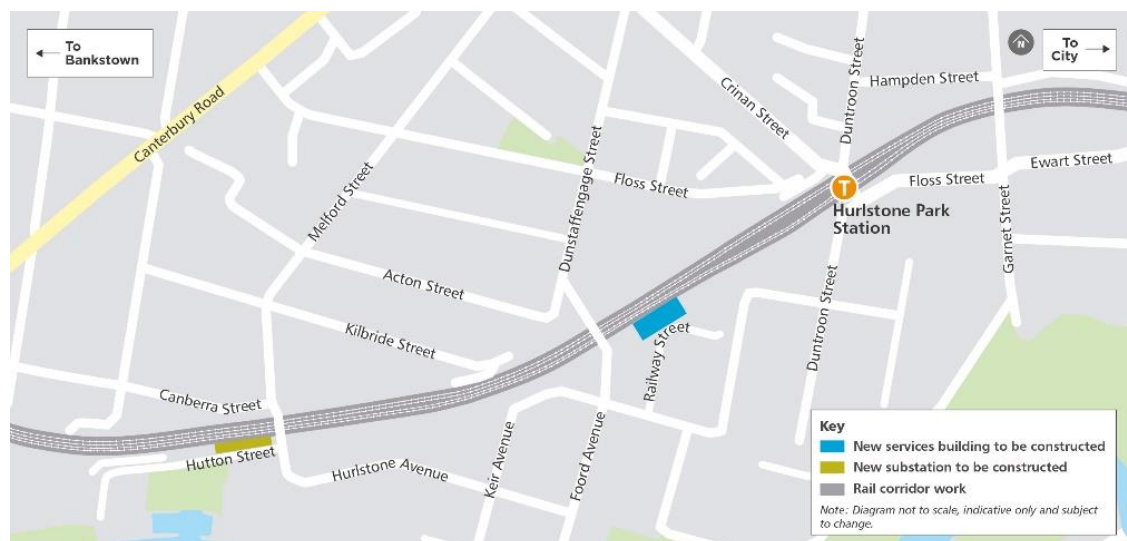 To
Bankstown
N
To
City
Canterbury Road
Duntroon Street
Hampden Street
Crinan Street
Melford Street
Dunstaffengage Street
Floss Street
T
Floss Street
Ewart Street
Hurlstone Park
Station
Garnet Street
Acton Street
Kilbride Street
Railway Street
Duntroon Street
Canberra Street
Hutton Street
Hurlstone Avenue
Keir Avenue
Foord Avenue
Key
New services building to be constructed
New substation to be constructed
Rail corridor work
Note: Diagram not to scale, indicative only and subject
to change.